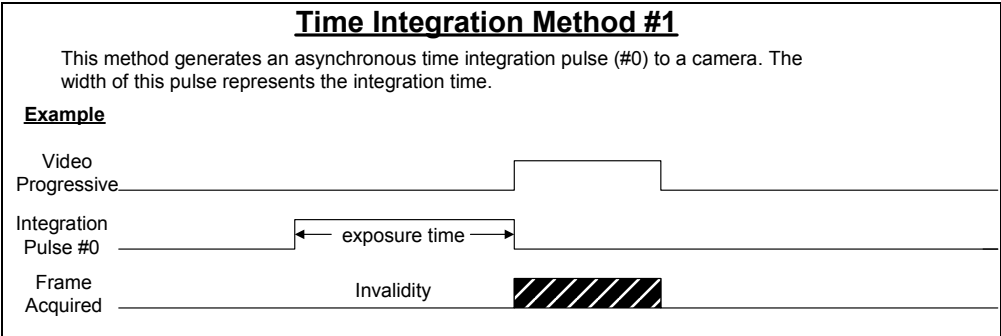 Time Integration Method #1
This method generates an asynchronous time integration pulse (#0) to a camera. The
width of this pulse represents the integration time.
Example
Video
Progressive
Integration
Pulse #0
exposure time
Frame
Acquired
Invalidity